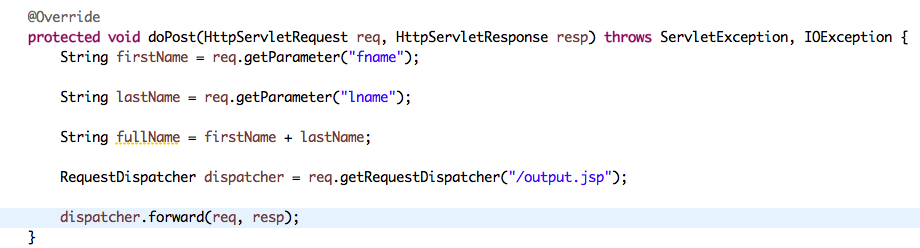 @Override
protected void doPost(HttpServletRequest req, HttpServletResponse resp) throws ServletException, IOException {
String firstName = req.getParameter("fname");
String lastName = req.getParameter("lname");
String fullName = firstName + lastName;
RequestDispatcher dispatcher = req.getRequestDispatcher("/output.jsp");
dispatcher.forward(req, resp);
}